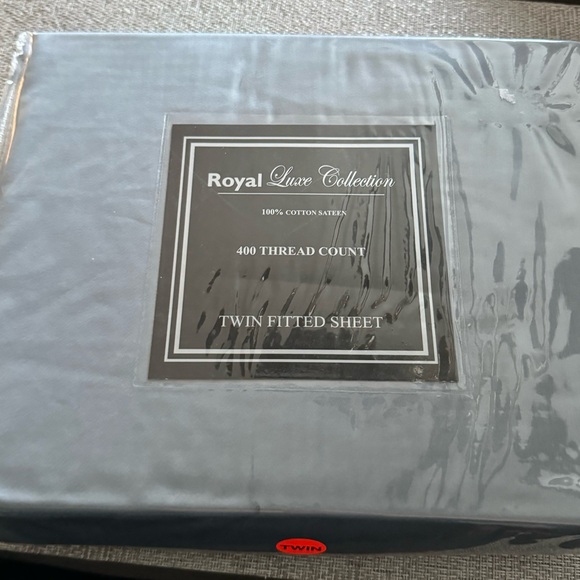 Royal Luxe Collection
100% COTTON SATEEN
400 THREAD COUNT
TWIN FITTED SHEET
TWIN